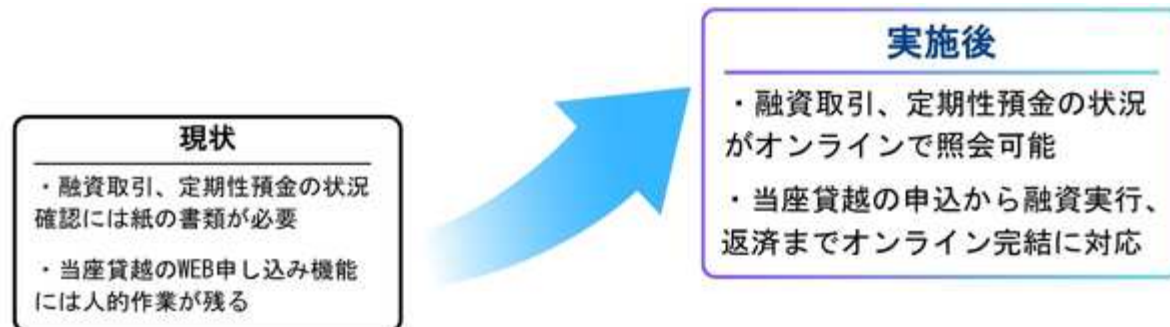 現状
・融資取引、定期性預金の状況
確認には紙の書類が必要
・当座貸越のWEB申し込み機能
には人的作業が残る
実施後
・融資取引、定期性預金の状況
がオンラインで照会可能
・当座貸越の申込から融資実行、
返済までオンライン完結に対応